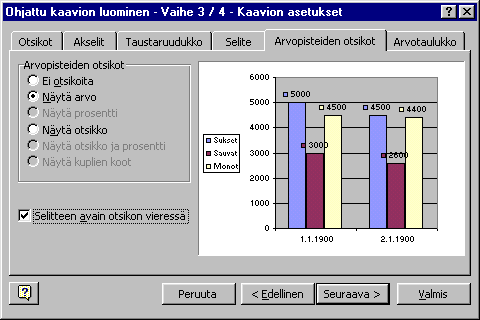 Ohjattu kaavion luominen - Vaihe 3 / 4 - Kaavion asetukset
Otsikot Akselit Taustaruudukko Selite Arvopisteiden otsikot Arvotaulukko
Arvopisteiden otsikot
Ei otsikoita
Näytä arvo
Näytä prosentti
Näytä otsikko
Näytä otsikko ja prosentti
Näytä kuplien koot
Selitteen avain otsikon vieressä
Sukset
Sauvat
Monot
6000
5000
4000
3000
2000
1000
0
5000
4500
4500
4400
3000
2600
1.1.1900
2.1.1900
?
Peruuta
< Edellinen
Seuraava >
Valmis